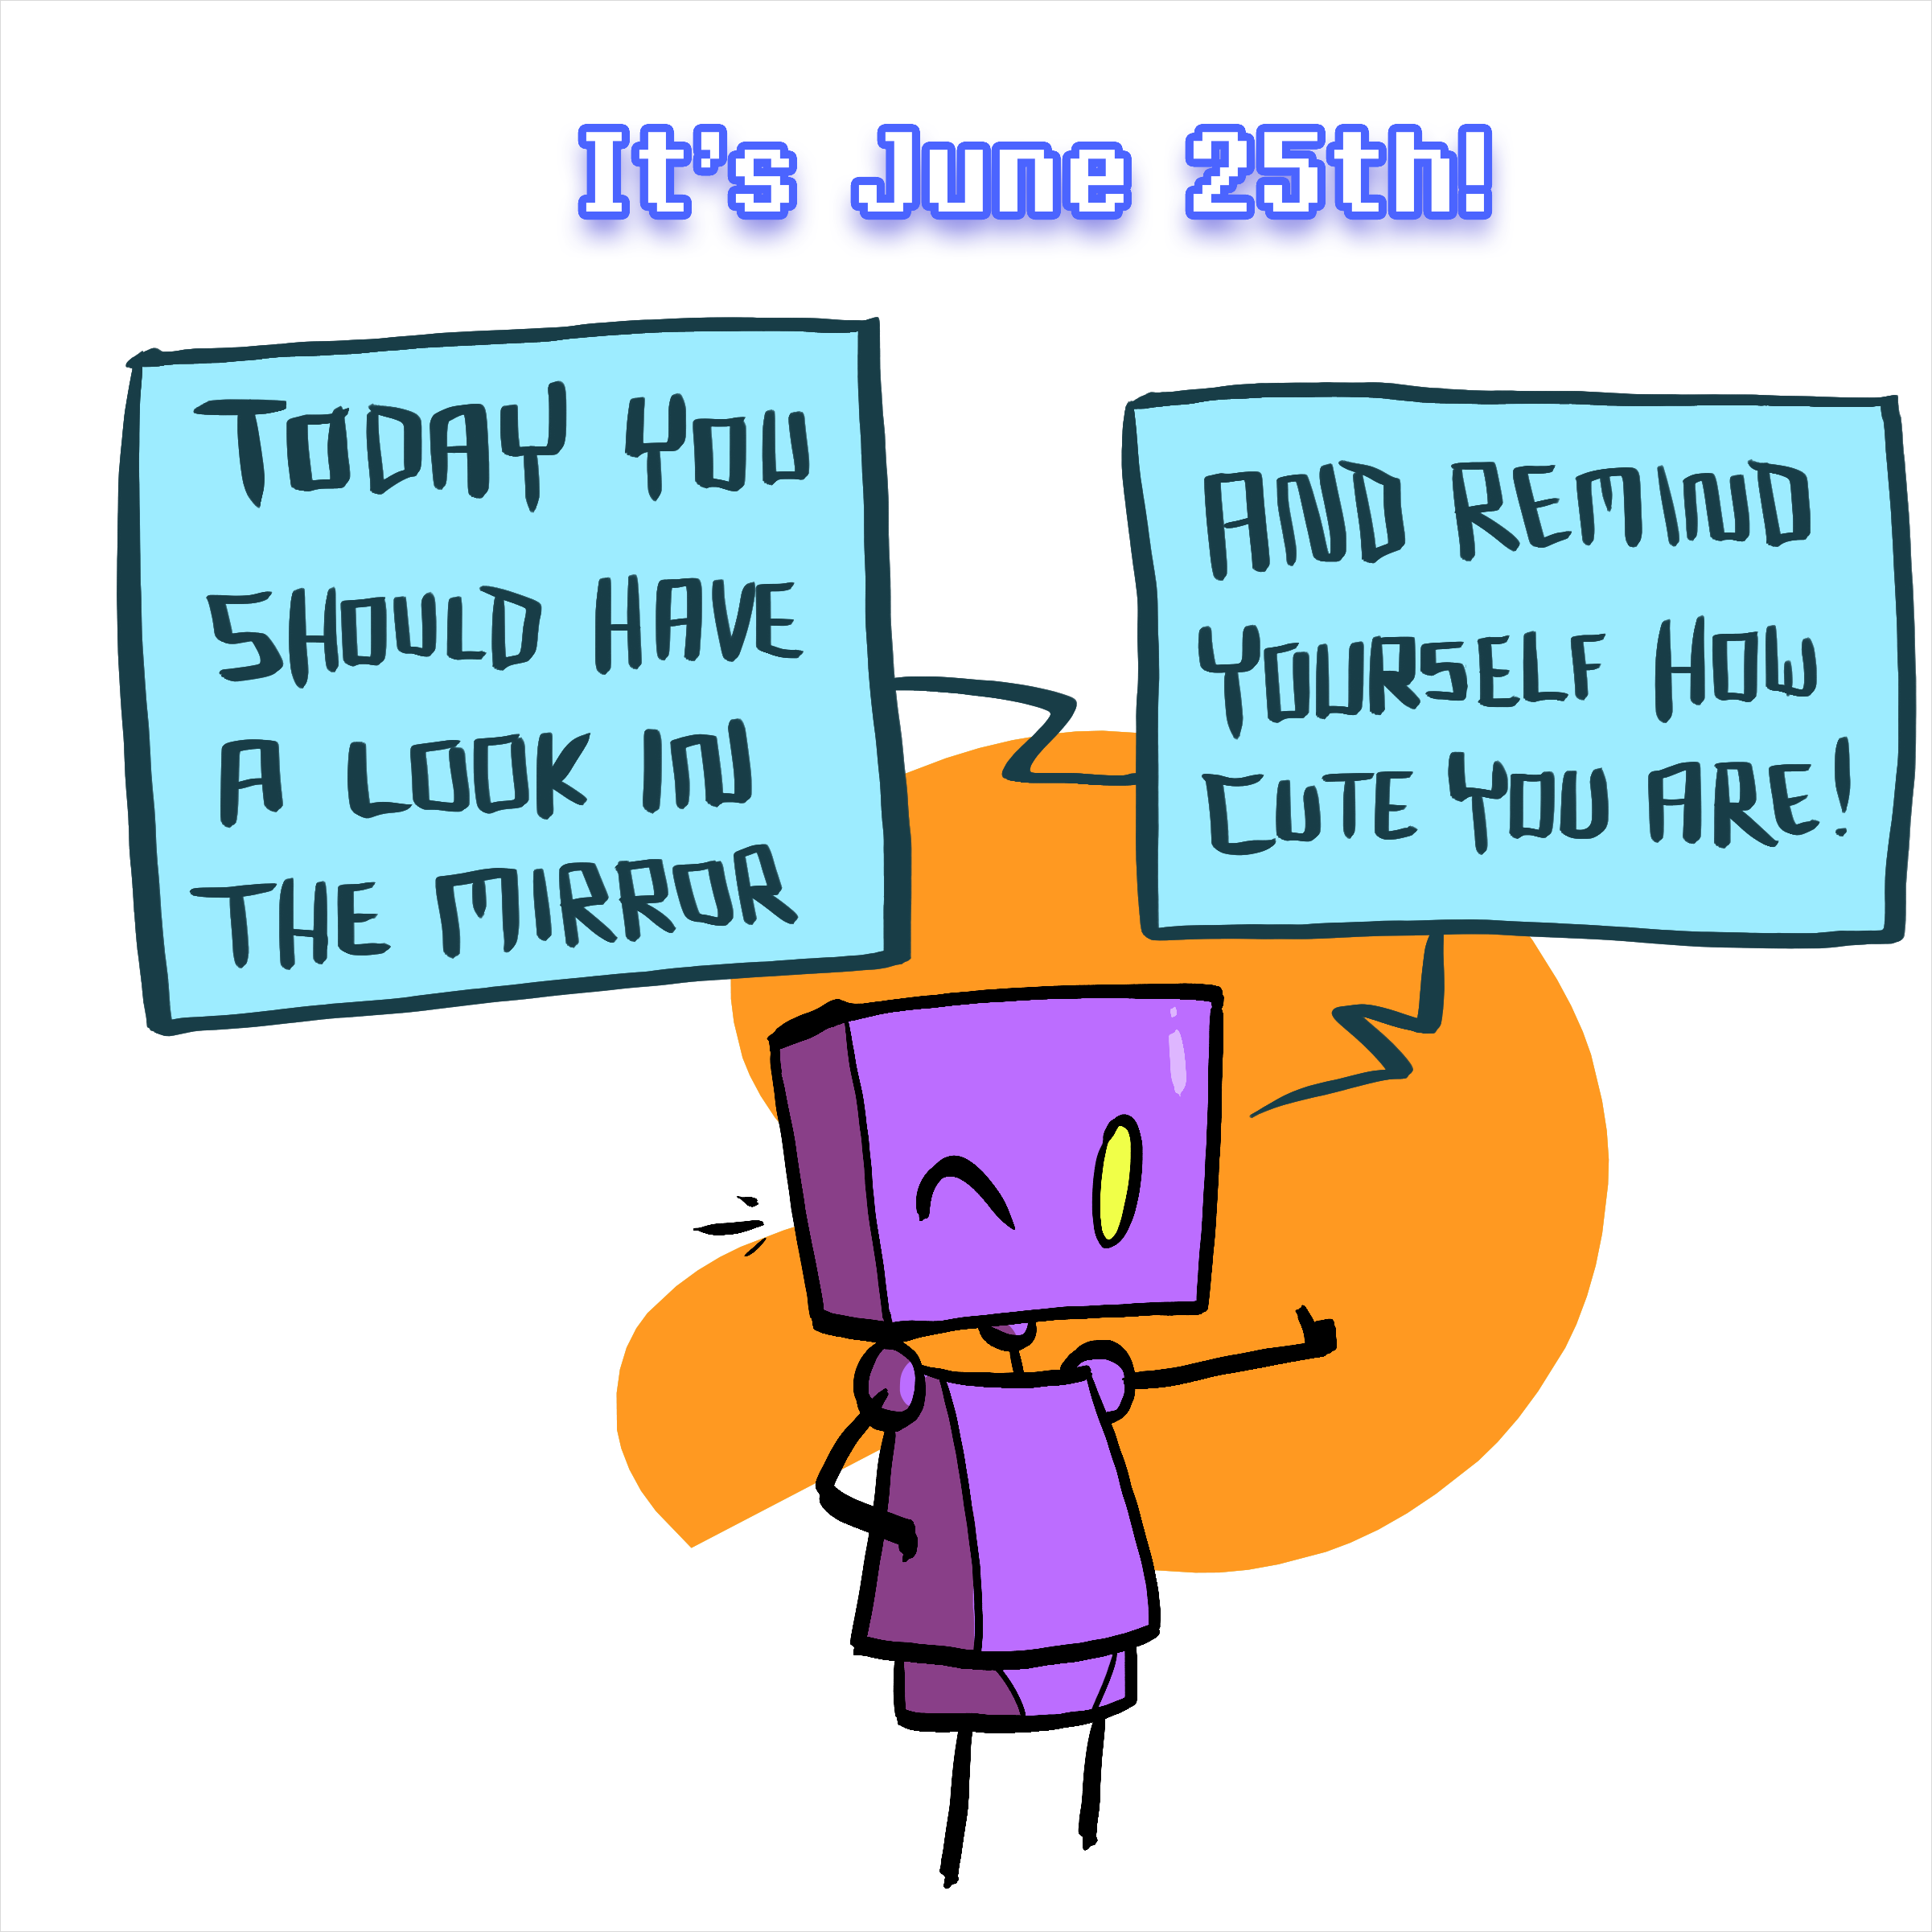 It's June 25th!
TODAY YOU
SHOULD HAVE
A LOOK IN
THE MIRROR
AND REMIND
YOURSELF HOW
CUTE YOU ARE!